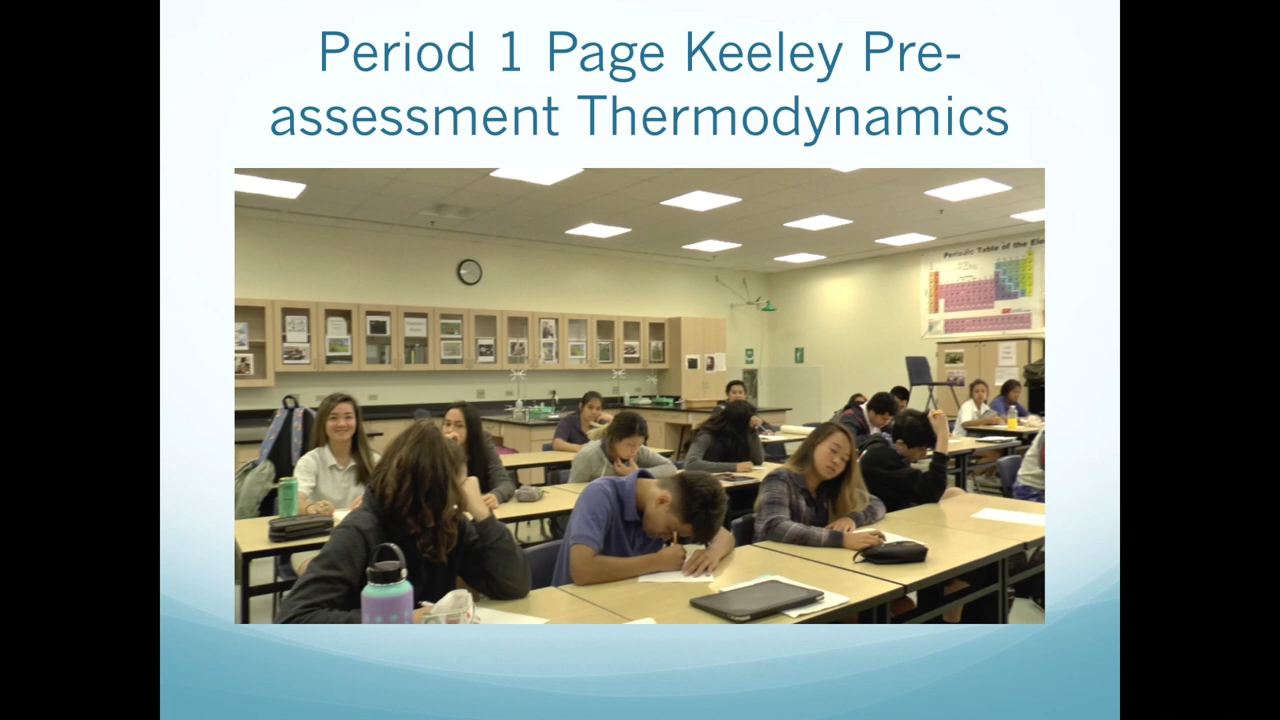 Period 1 Page Keeley Pre-
assessment Thermodynamics
Periodic Table of the Ele